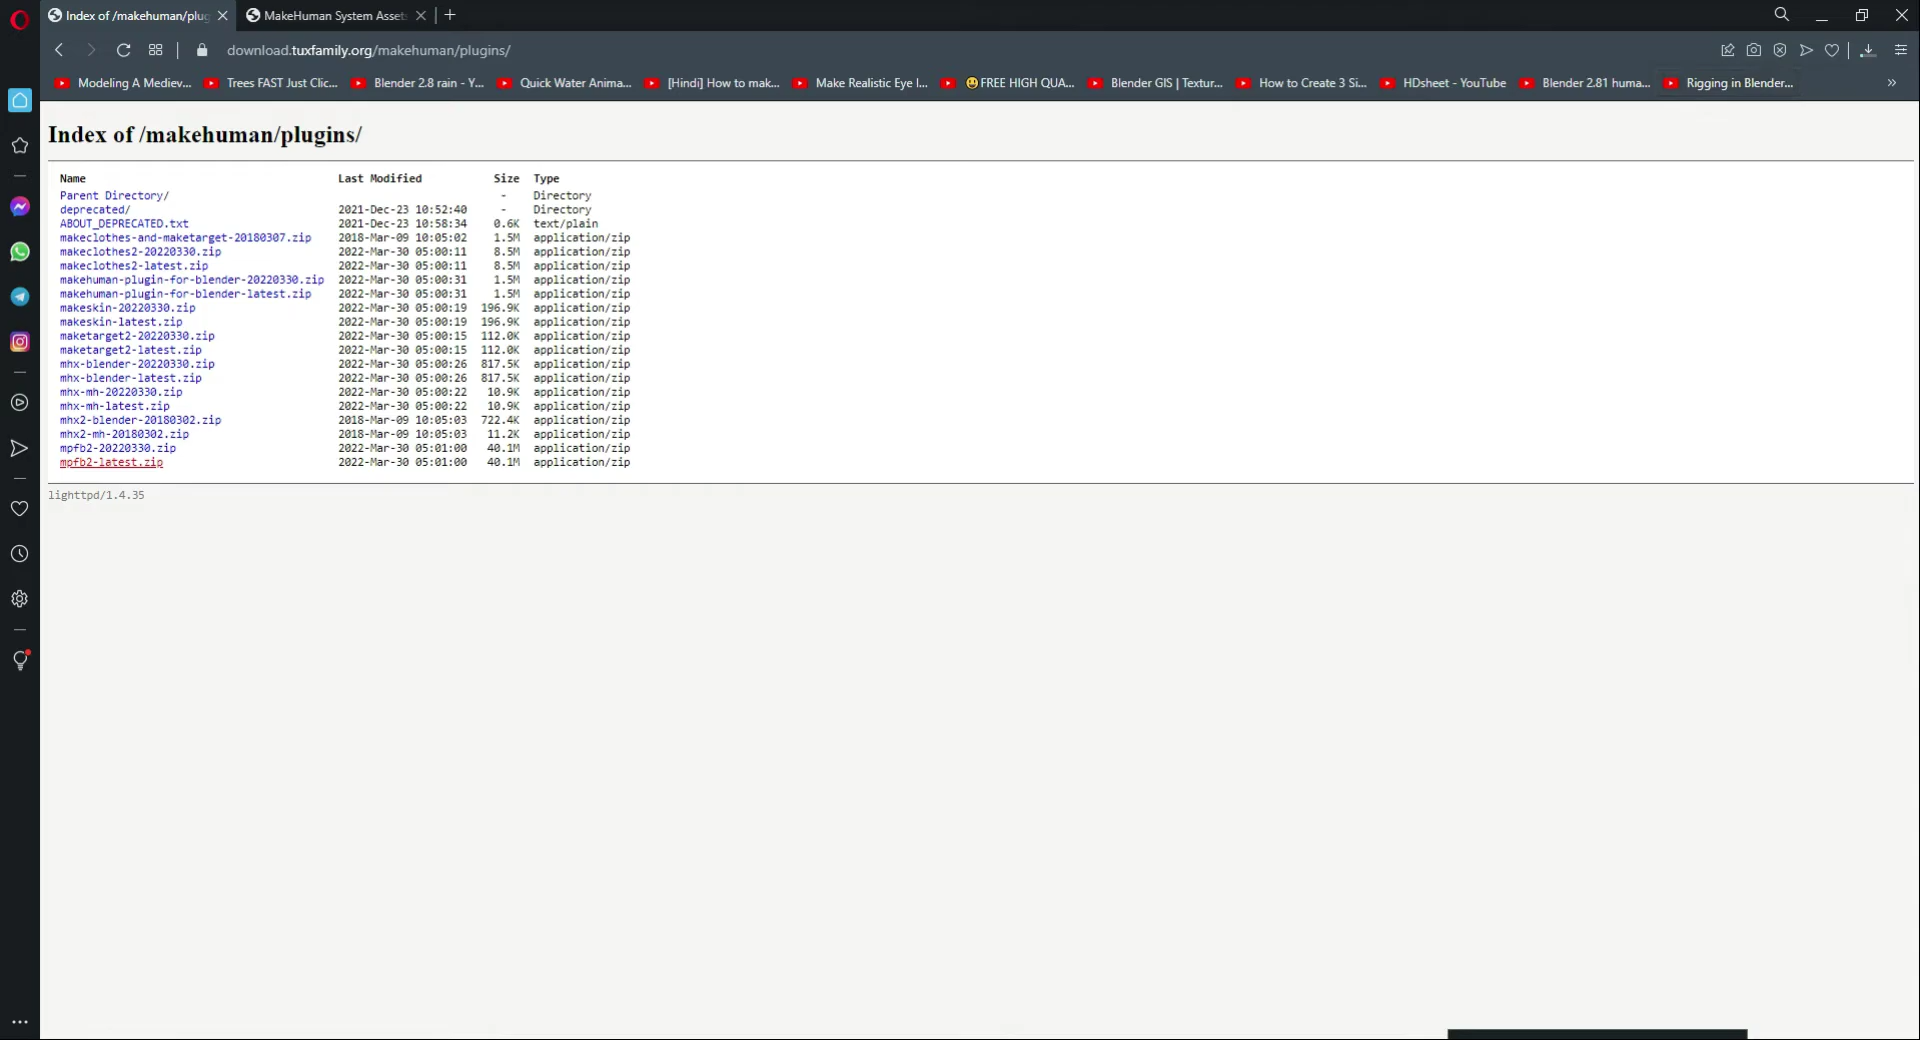 Index of /makehuman/plug
MakeHuman System Asset
download.tuxfamily.org/makehuman/plugins/
Modeling A Mediev... Trees FAST Just Clic... Blender 2.8 rain - Y... Quick Water Anima... [Hindi] How to mak... Make Realistic Eye I... 😀FREE HIGH QUA... Blender GIS | Textur... How to Create 3 Si... HDsheet - YouTube Blender 2.81 huma... Rigging in Blender...
Index of /makehuman/plugins/
Name Last Modified Size Type
Parent Directory/ - Directory
deprecated/ 2021-Dec-23 10:52:40 - Directory
ABOUT_DEPRECATED.txt 2021-Dec-23 10:58:34 0.6K text/plain
makeclothes-and-maketarget-20180307.zip 2018-Mar-09 10:05:02 1.5M application/zip
makeclothes2-20220330.zip 2022-Mar-30 05:00:11 8.5M application/zip
makeclothes2-latest.zip 2022-Mar-30 05:00:11 8.5M application/zip
makehuman-plugin-for-blender-20220330.zip 2022-Mar-30 05:00:31 1.5M application/zip
makehuman-plugin-for-blender-latest.zip 2022-Mar-30 05:00:31 1.5M application/zip
makeskin-20220330.zip 2022-Mar-30 05:00:19 196.9K application/zip
makeskin-latest.zip 2022-Mar-30 05:00:19 196.9K application/zip
maketarget2-20220330.zip 2022-Mar-30 05:00:15 112.0K application/zip
maketarget2-latest.zip 2022-Mar-30 05:00:15 112.0K application/zip
mhx-blender-20220330.zip 2022-Mar-30 05:00:26 817.5K application/zip
mhx-blender-latest.zip 2022-Mar-30 05:00:26 817.5K application/zip
mhx-mh-20220330.zip 2022-Mar-30 05:00:22 10.9K application/zip
mhx-mh-latest.zip 2022-Mar-30 05:00:22 10.9K application/zip
mhx2-blender-20180302.zip 2018-Mar-09 10:05:03 722.4K application/zip
mhx2-mh-20180302.zip 2018-Mar-09 10:05:03 11.2K application/zip
mpfb2-20220330.zip 2022-Mar-30 05:01:00 40.1M application/zip
mpfb2-latest.zip 2022-Mar-30 05:01:00 40.1M application/zip
lighttpd/1.4.35